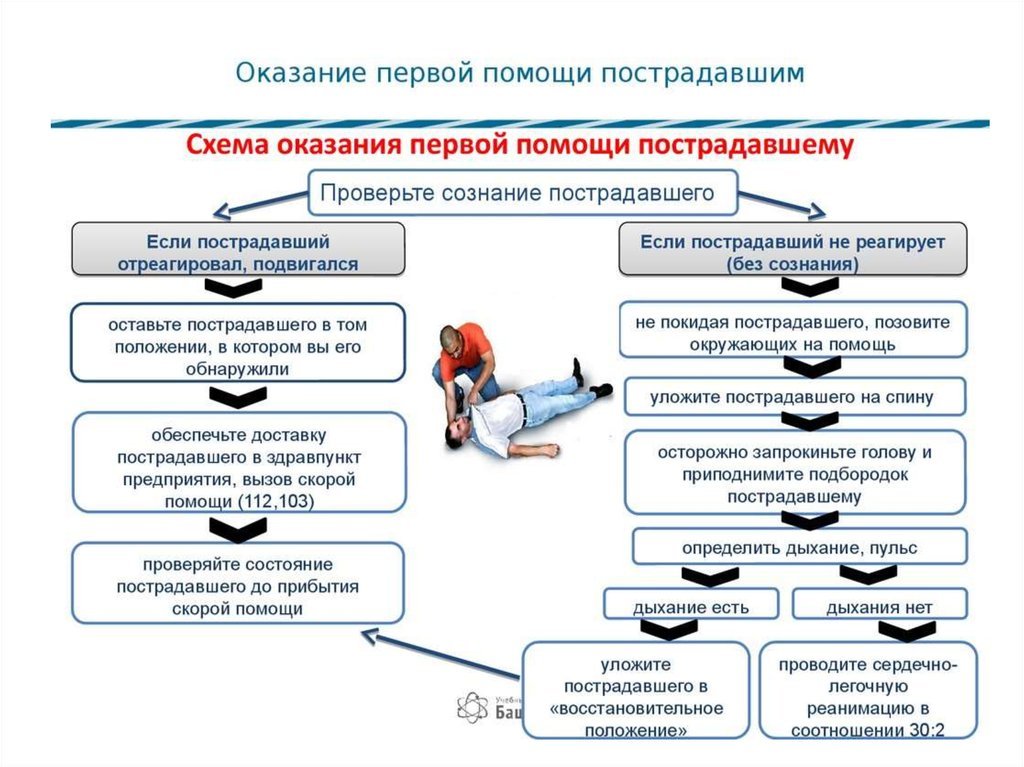 Оказание первой помощи пострадавшим
Схема оказания первой помощи пострадавшему
Проверьте сознание пострадавшего
Если пострадавший
отреагировал, подвигался
оставьте пострадавшего в том
положении, в котором вы его
обнаружили
обеспечьте доставку
пострадавшего в здравпункт
предприятия, вызов скорой
помощи (112,103)
проверяйте состояние
пострадавшего до прибытия
скорой помощи
Если пострадавший не реагирует
(без сознания)
не покидая пострадавшего, позовите
окружающих на помощь
уложите пострадавшего на спину
осторожно запрокиньте голову и
приподнимите подбородок
пострадавшему
определить дыхание, пульс
дыхание есть
уложите
пострадавшего в
«восстановительное
положение»
дыхания нет
проводите сердечно-
легочную
реанимацию в
соотношении 30:2